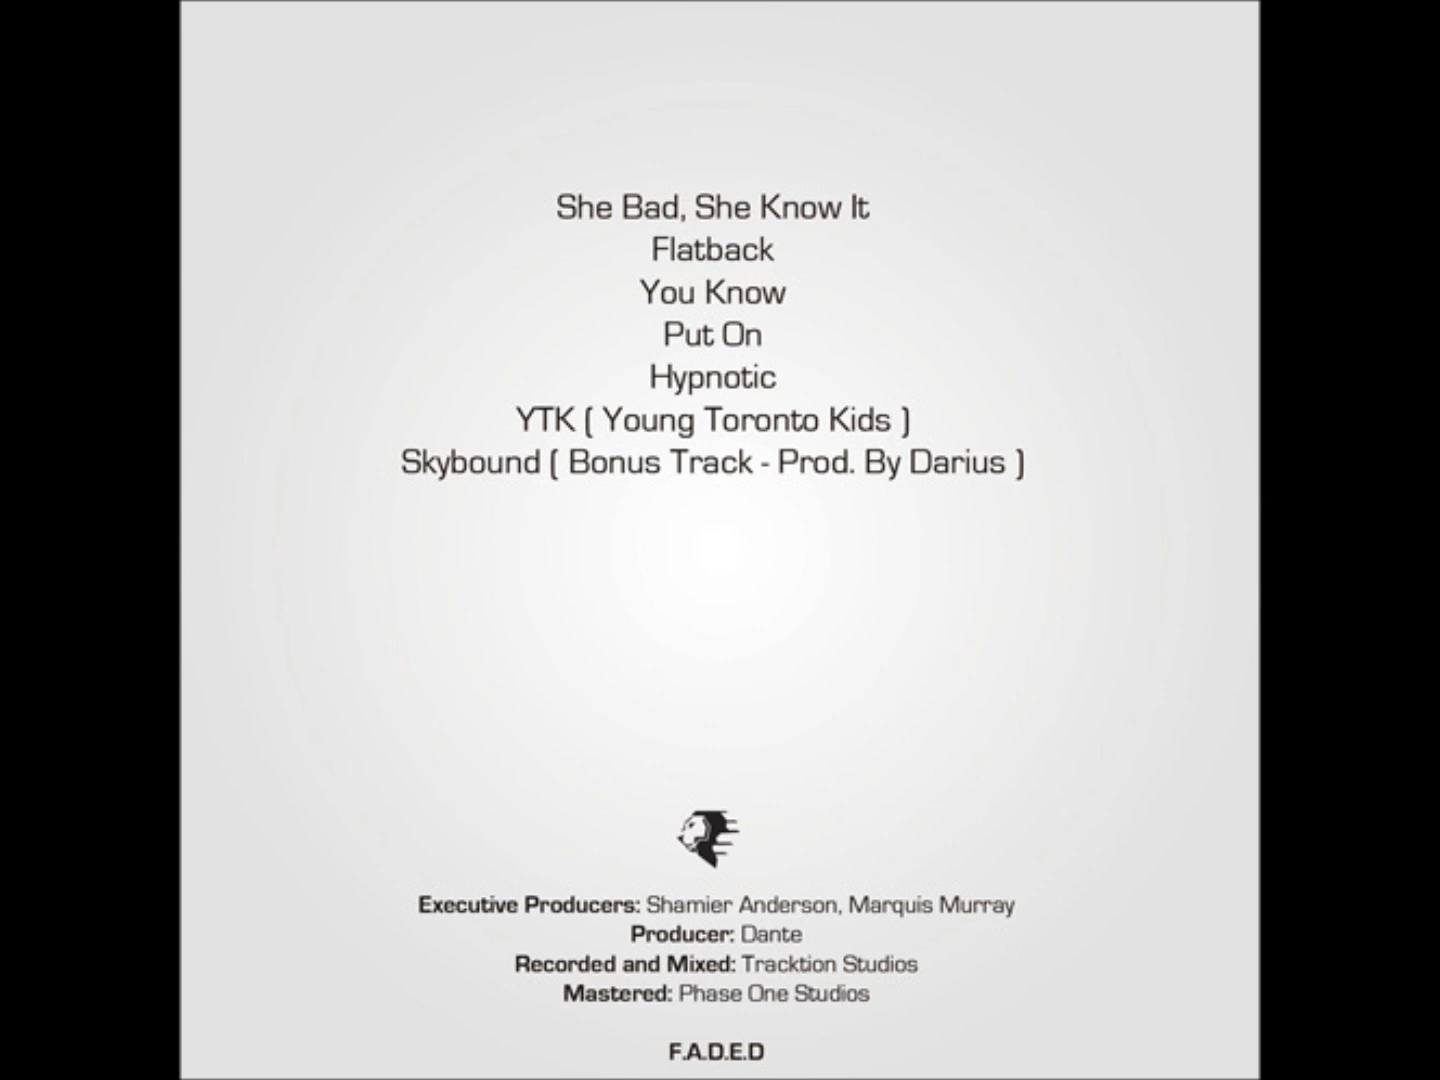 She Bad, She Know It
Flatback
You Know
Put On
Hypnotic
YTK ( Young Toronto Kids )
Skybound ( Bonus Track - Prod. By Darius )
Executive Producers: Shamier Anderson, Marquis Murray
Producer: Dante
Recorded and Mixed: Tracktion Studios
Mastered: Phase One Studios
F.A.D.E.D